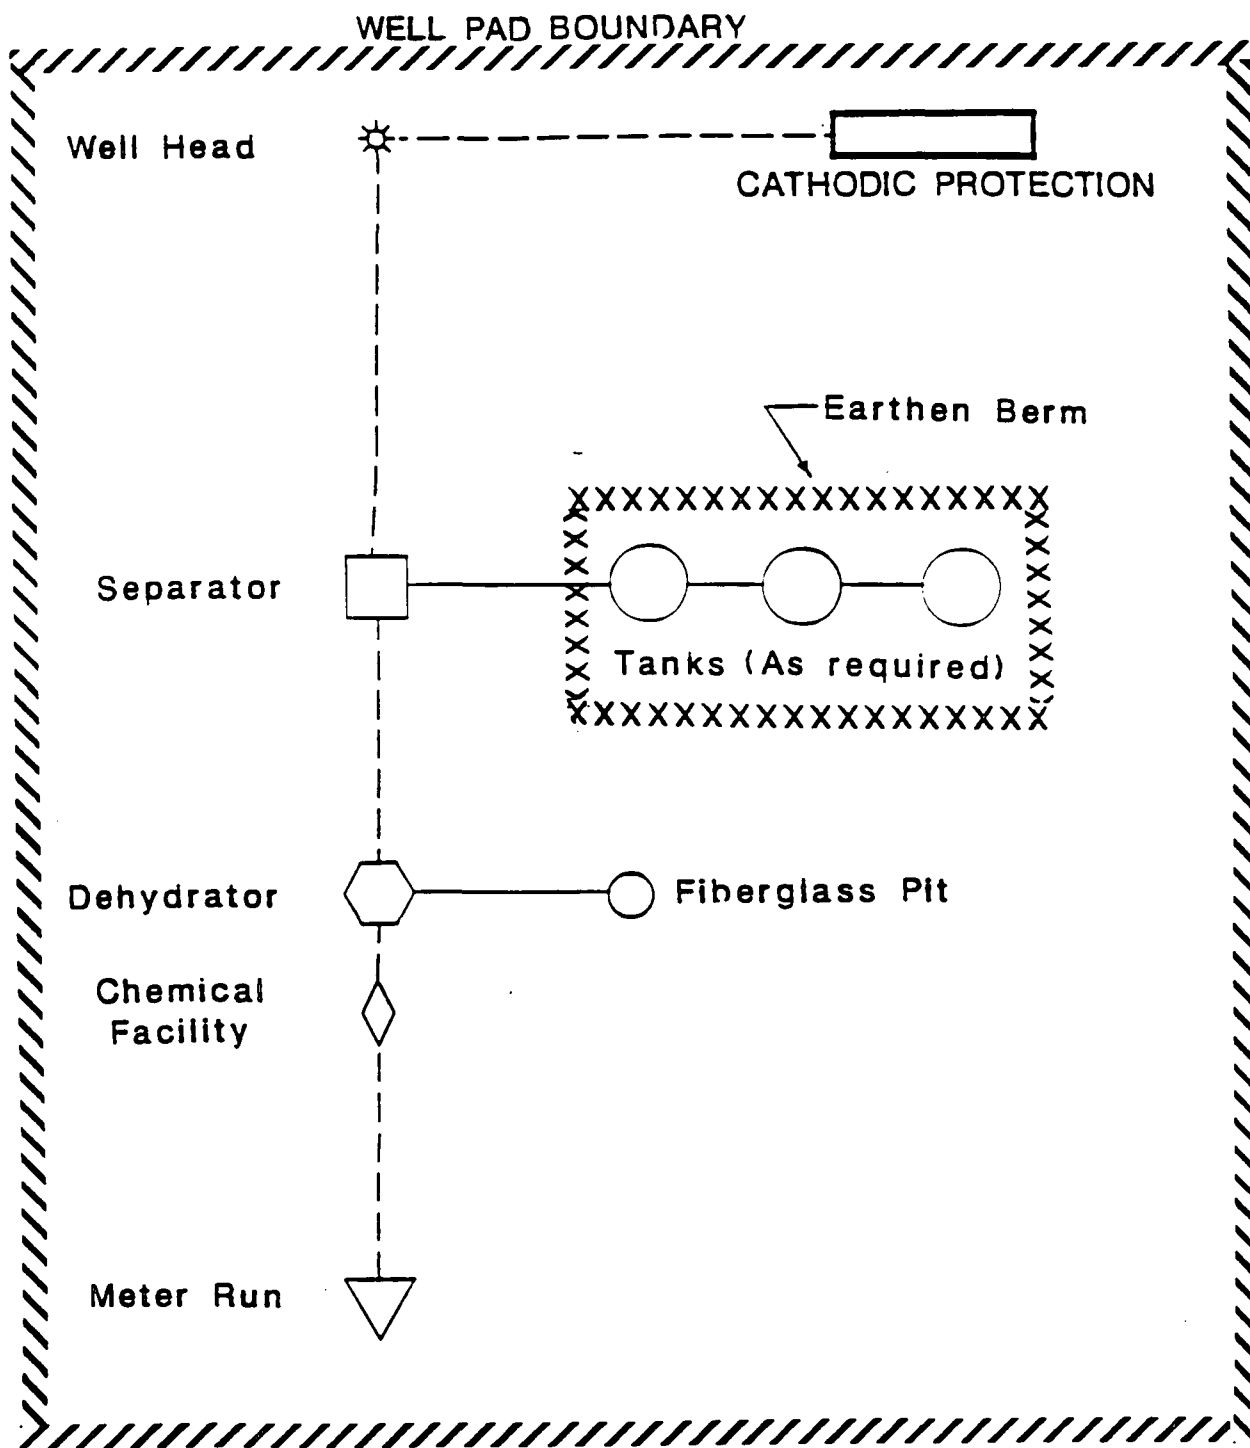 WELL PAD BOUNDARY
Well Head
CATHODIC PROTECTION
Earthen Berm
Separator
Tanks (As required)
Dehydrator
Fiberglass Pit
Chemical
Facility
Meter Run